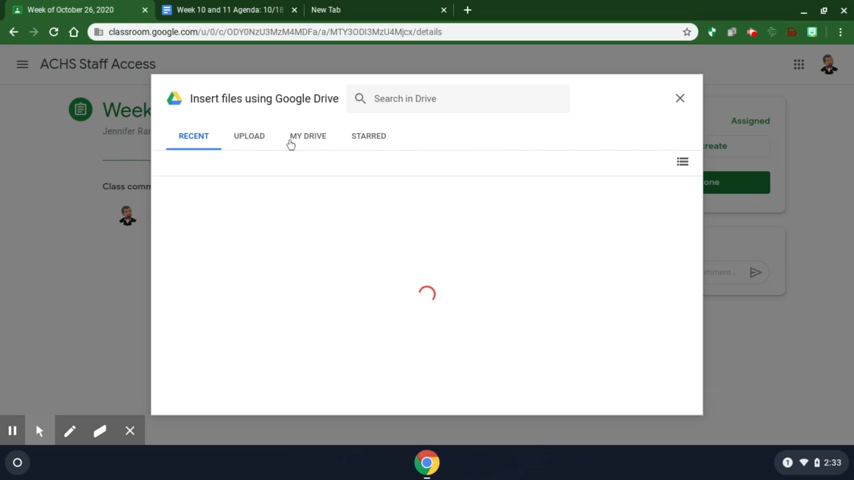 Week of October 26, 2020
Week 10 and 11 Agenda: 10/1
New Tab
classroom.google.com/u/0/c/ODY0NzU3MzM4MDFa/a/MTY3ODI3MzU4Mjcx/details
ACHS Staff Access
Insert files using Google Drive
Search in Drive
Week
Assigned
Jennifer Ra
RECENT
UPLOAD
MY DRIVE
STARRED
reate
one
Class comm
mment...
1
2:33